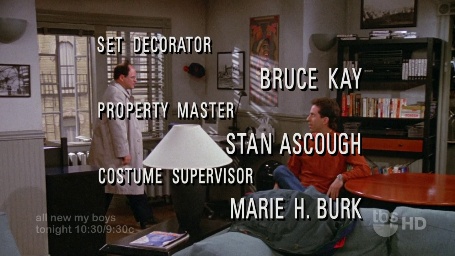 SET DECORATOR
BRUCE KAY
PROPERTY MASTER
STAN ASCOUGH
COSTUME SUPERVISOR
MARIE H. BURK
all new my boys
tonight 10:30/9:30c
tbs HD